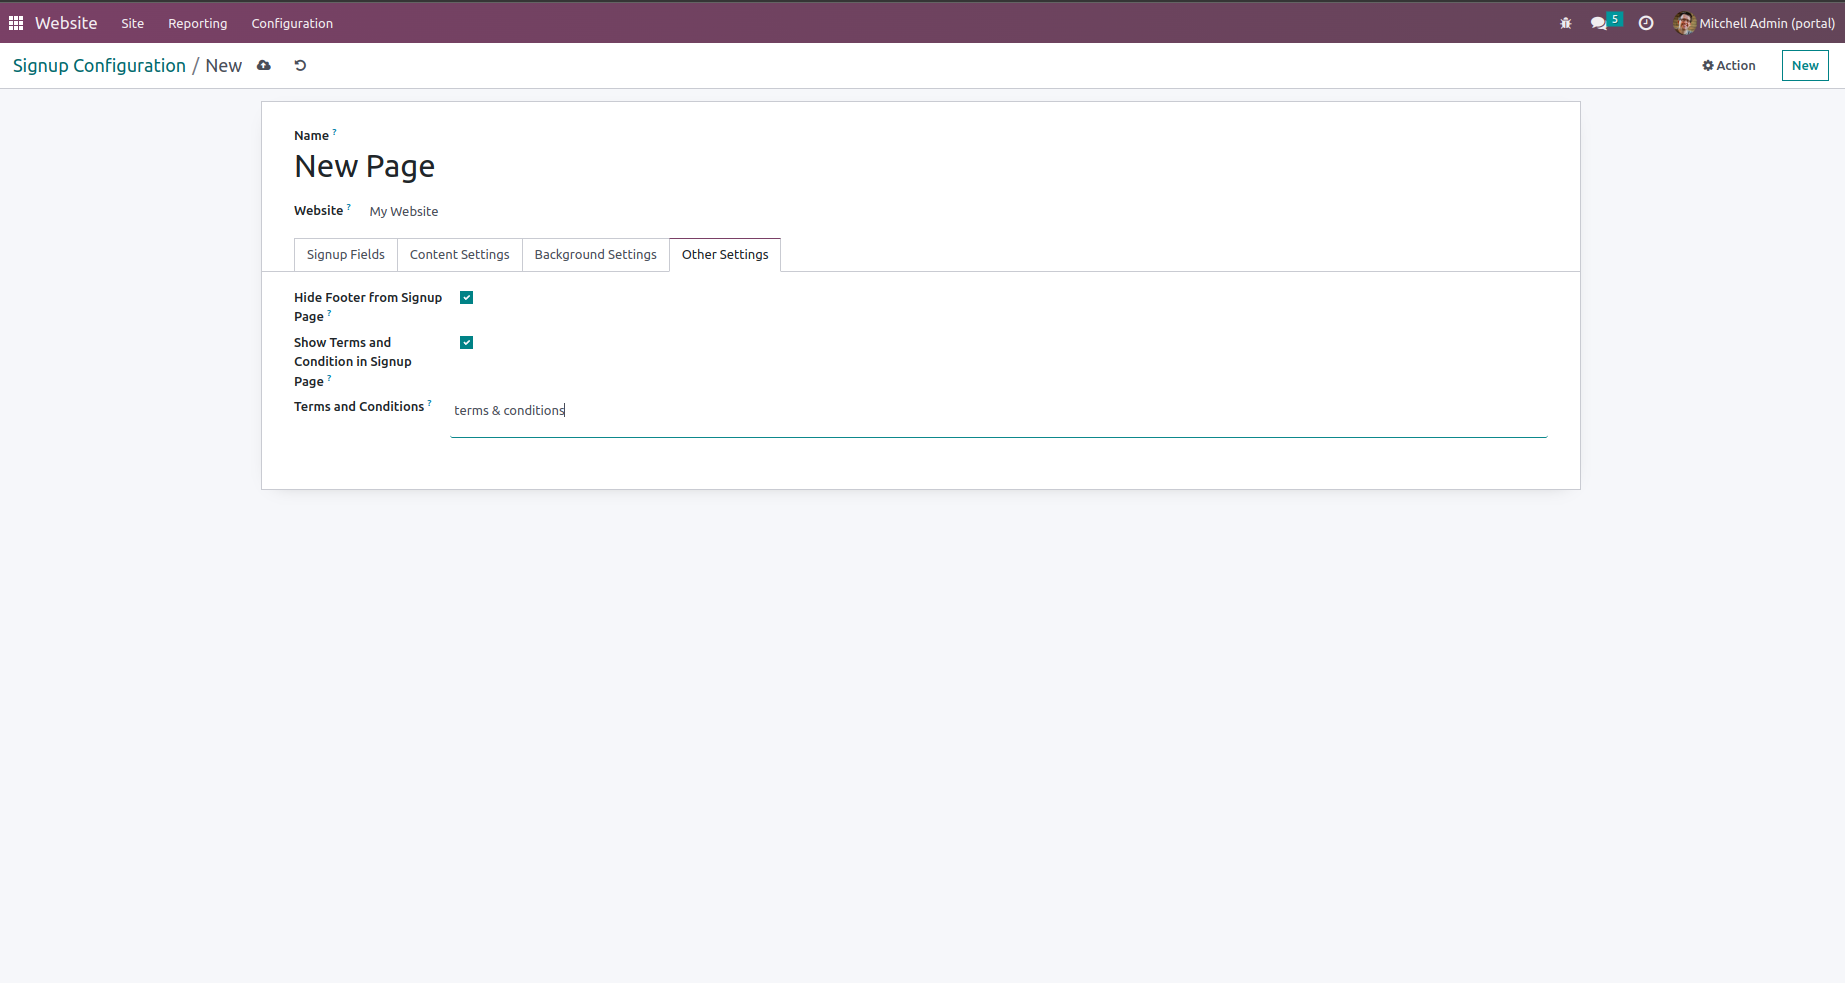 Website Site Reporting Configuration 5 Mitchell Admin (portal)
Signup Configuration / New Action New
Name ?
New Page
Website ? My Website
Signup Fields Content Settings Background Settings Other Settings
Hide Footer from Signup
Page ?
Show Terms and
Condition in Signup
Page ?
Terms and Conditions ? terms & conditions